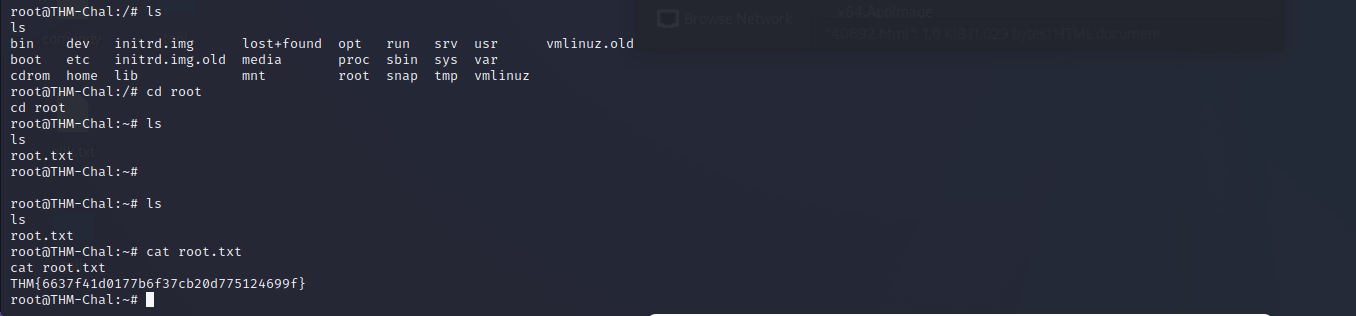 root@THM-Chal:/# ls
ls
bin dev initrd.img lost+found opt run srv usr vmlinuz.old
boot etc initrd.img.old media proc sbin sys var
cdrom home lib mnt root snap tmp vmlinuz
root@THM-Chal:/# cd root
cd root
root@THM-Chal:~# ls
ls
root.txt
root@THM-Chal:~#
root@THM-Chal:~# ls
ls
root.txt
root@THM-Chal:~# cat root.txt
cat root.txt
THM{6637f41d0177b6f37cb20d775124699f}
root@THM-Chal:~#
Browse Network